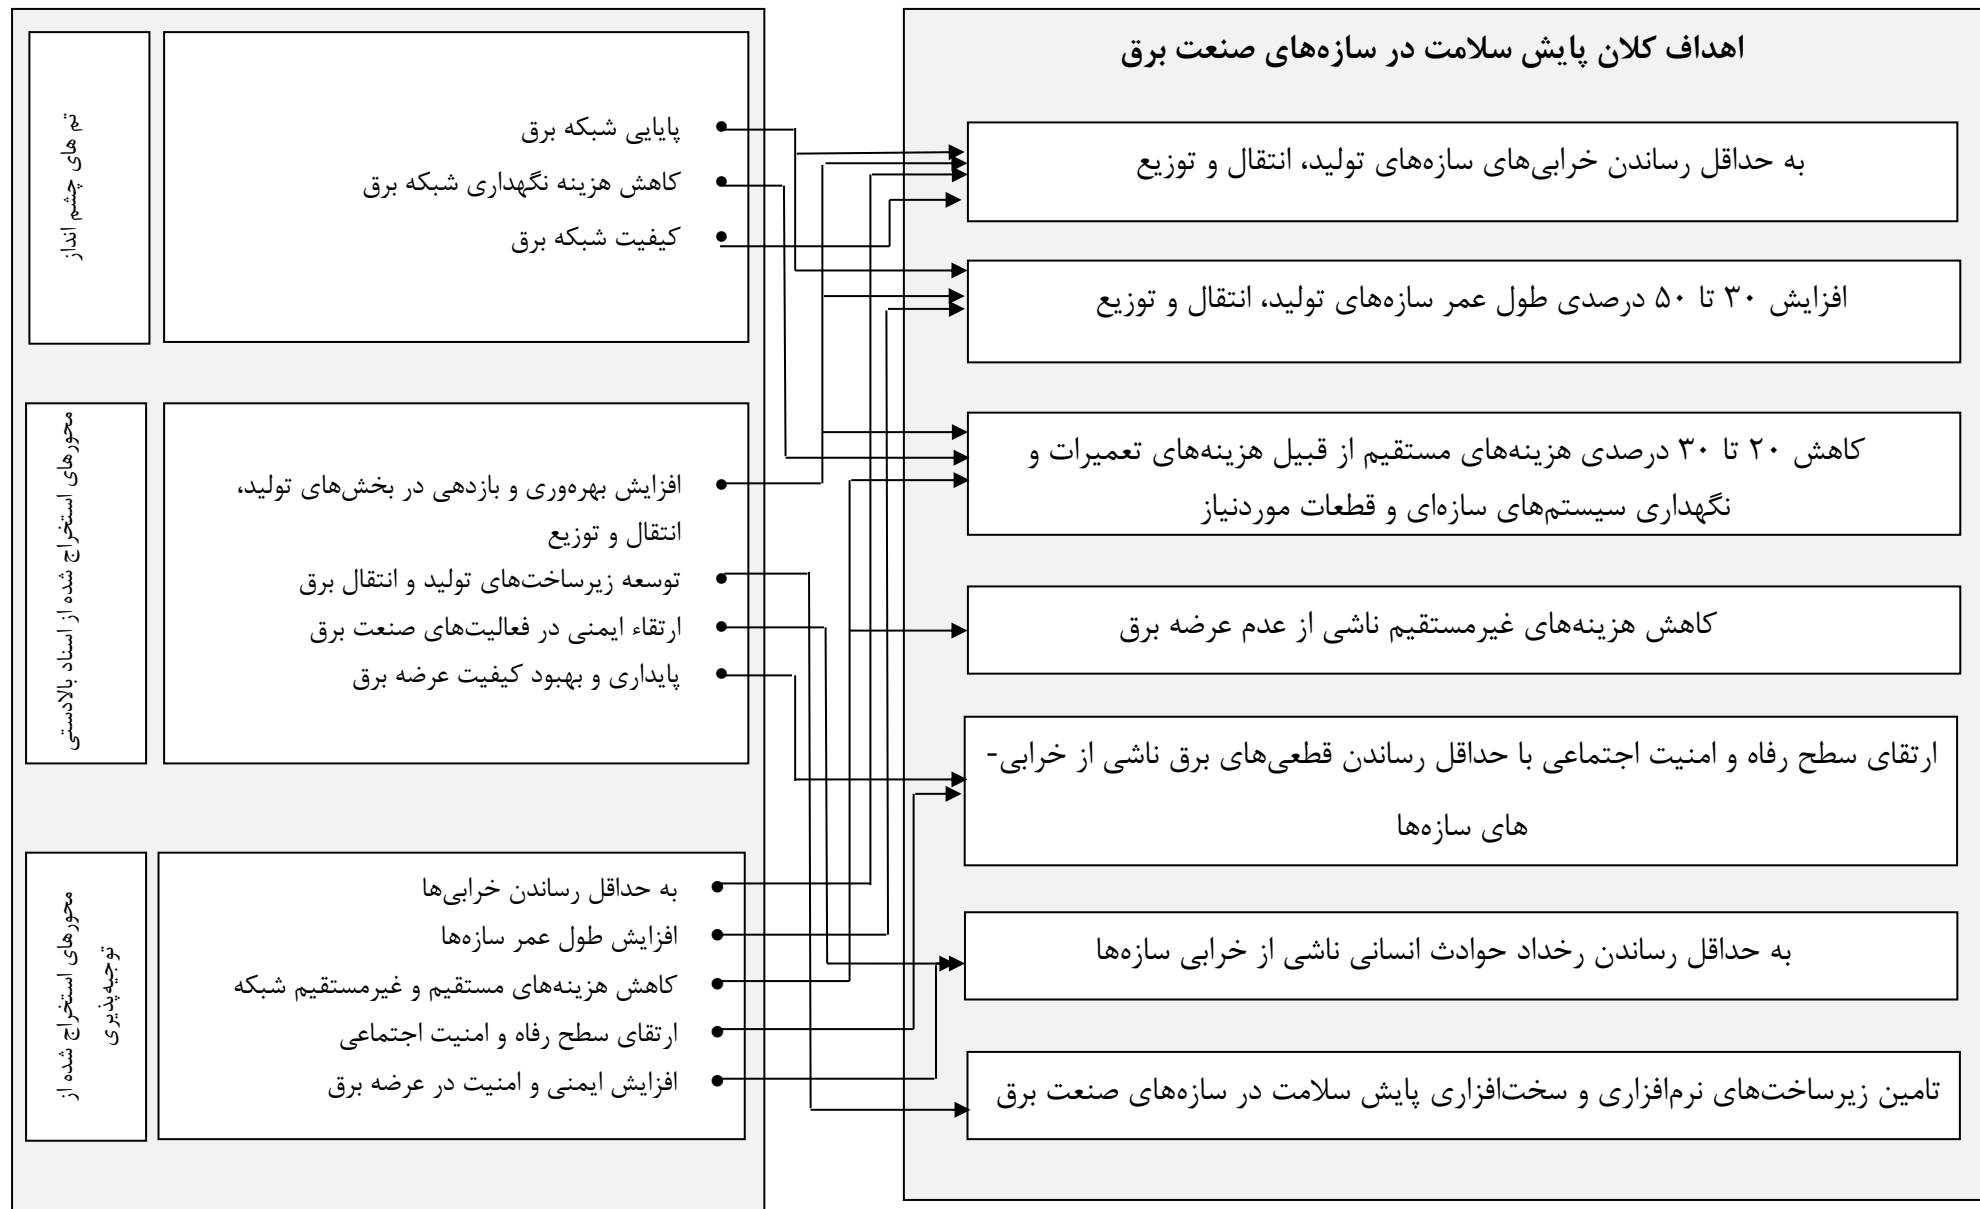 اهداف کلان پایش سلامت در سازه‌های صنعت برق
به حداقل رساندن خرابی‌های سازه‌های تولید، انتقال و توزیع
افزایش ۳۰ تا ۵۰ درصدی طول عمر سازه‌های تولید، انتقال و توزیع
کاهش ۲۰ تا ۳۰ درصدی هزینه‌های مستقیم از قبیل هزینه‌های تعمیرات و
نگهداری سیستم‌های سازه‌ای و قطعات موردنیاز
کاهش هزینه‌های غیرمستقیم ناشی از عدم عرضه برق
ارتقای سطح رفاه و امنیت اجتماعی با حداقل رساندن قطعی‌های برق ناشی از خرابی-
های سازه‌ها
به حداقل رساندن رخداد حوادث انسانی ناشی از خرابی سازه‌ها
تامین زیرساخت‌های نرم‌افزاری و سخت‌افزاری پایش سلامت در سازه‌های صنعت برق
تم های چشم انداز
• پایایی شبکه برق
• کاهش هزینه نگهداری شبکه برق
• کیفیت شبکه برق
محورهای استخراج شده از اسناد بالادستی
• افزایش بهره‌وری و بازدهی در بخش‌های تولید،
انتقال و توزیع
• توسعه زیرساخت‌های تولید و انتقال برق
• ارتقاء ایمنی در فعالیت‌های صنعت برق
• پایداری و بهبود کیفیت عرضه برق
محورهای استخراج شده از
توجیه‌پذیری
• به حداقل رساندن خرابی‌ها
• افزایش طول عمر سازه‌ها
• کاهش هزینه‌های مستقیم و غیرمستقیم شبکه
• ارتقای سطح رفاه و امنیت اجتماعی
• افزایش ایمنی و امنیت در عرضه برق